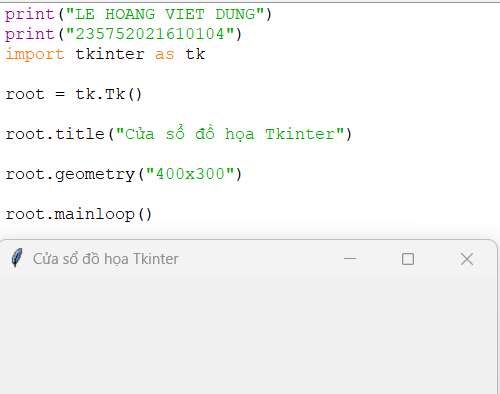 print("LE HOANG VIET DUNG")
print("235752021610104")
import tkinter as tk
root = tk.Tk()
root.title("Cửa sổ đồ họa Tkinter")
root.geometry("400x300")
root.mainloop()
Cửa sổ đồ họa Tkinter